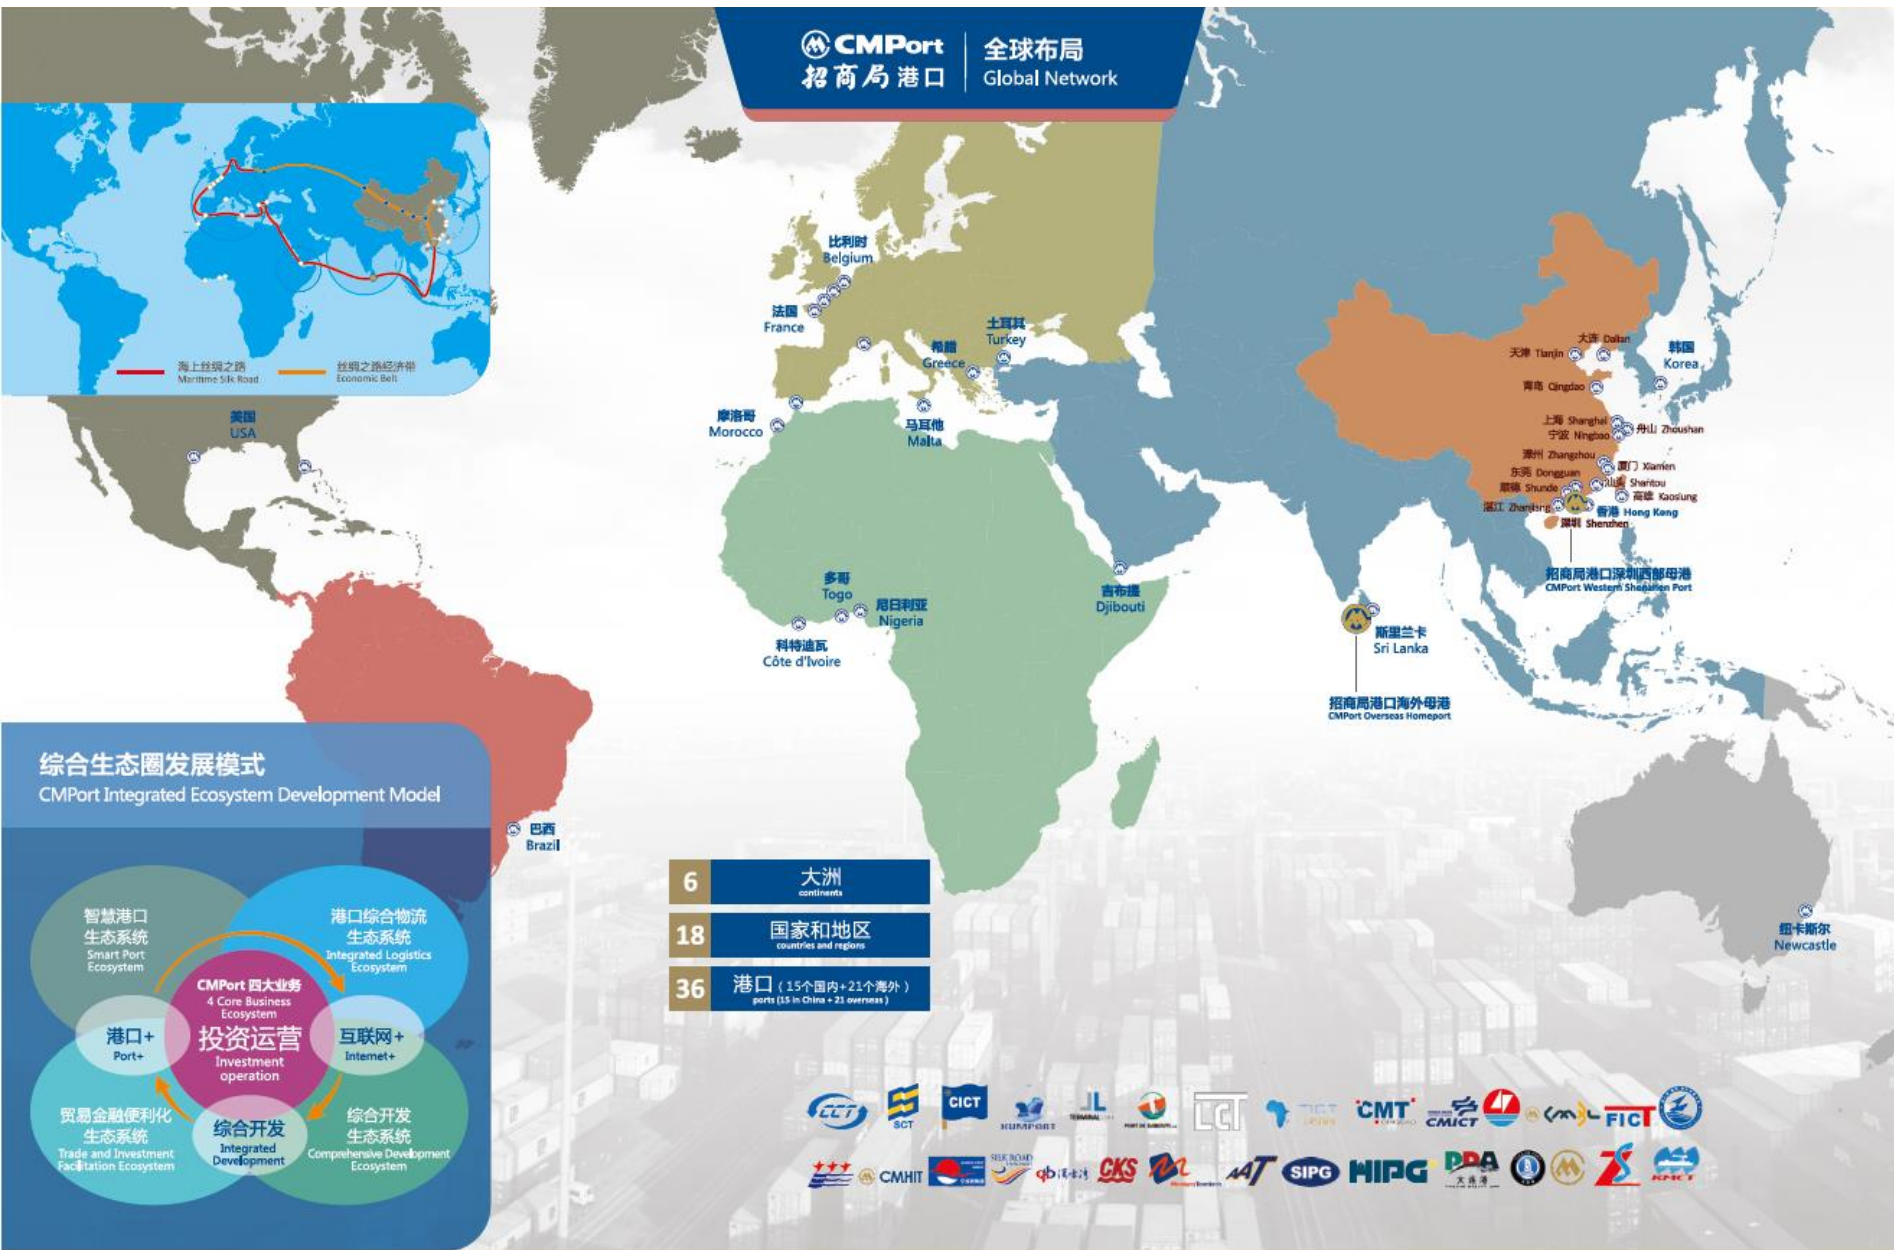 CMPort
招商局港口
全球布局
Global Network
海上丝绸之路
Maritime Silk Road
丝绸之路经济带
Economic Belt
美国
USA
比利时
Belgium
法国
France
土耳其
Turkey
希腊
Greece
摩洛哥
Morocco
马耳他
Malta
大连 Dalian
天津 Tianjin
韩国
Korea
青岛 Qingdao
上海 Shanghai
宁波 Ningbao
舟山 Zhoushan
漳州 Zhangzhou
厦门 Xiamen
东莞 Dongguan
汕头 Shantou
顺德 Shunde
高雄 Kaosiung
湛江 Zhanjiang
香港 Hong Kong
深圳 Shenzhen
招商局港口深圳西部母港
CMPort Western Shenzhen Port
多哥
Togo
尼日利亚
Nigeria
吉布提
Djibouti
科特迪瓦
Côte d'Ivoire
斯里兰卡
Sri Lanka
招商局港口海外母港
CMPort Overseas Homeport
巴西
Brazil
纽卡斯尔
Newcastle
综合生态圈发展模式
CMPort Integrated Ecosystem Development Model
智慧港口
生态系统
Smart Port
Ecosystem
港口综合物流
生态系统
Integrated Logistics
Ecosystem
CMPort 四大业务
4 Core Business
Ecosystem
投资运营
Investment
operation
港口+
Port+
互联网+
Internet+
贸易金融便利化
生态系统
Trade and Investment
Facilitation Ecosystem
综合开发
Integrated
Development
综合开发
生态系统
Comprehensive Development
Ecosystem
6 大洲
continents
18 国家和地区
countries and regions
36 港口（15个国内+21个海外）
ports (15 in China + 21 overseas)
CCT
SCT
CICT
KUMPORT
TERMINAL
LCT
TICT
CMT
CMICT
CMBL
FICT
CMHIT
SILK ROAD
CKS
AAT
SIPG
HIPG
PDA
大连港
KMCT